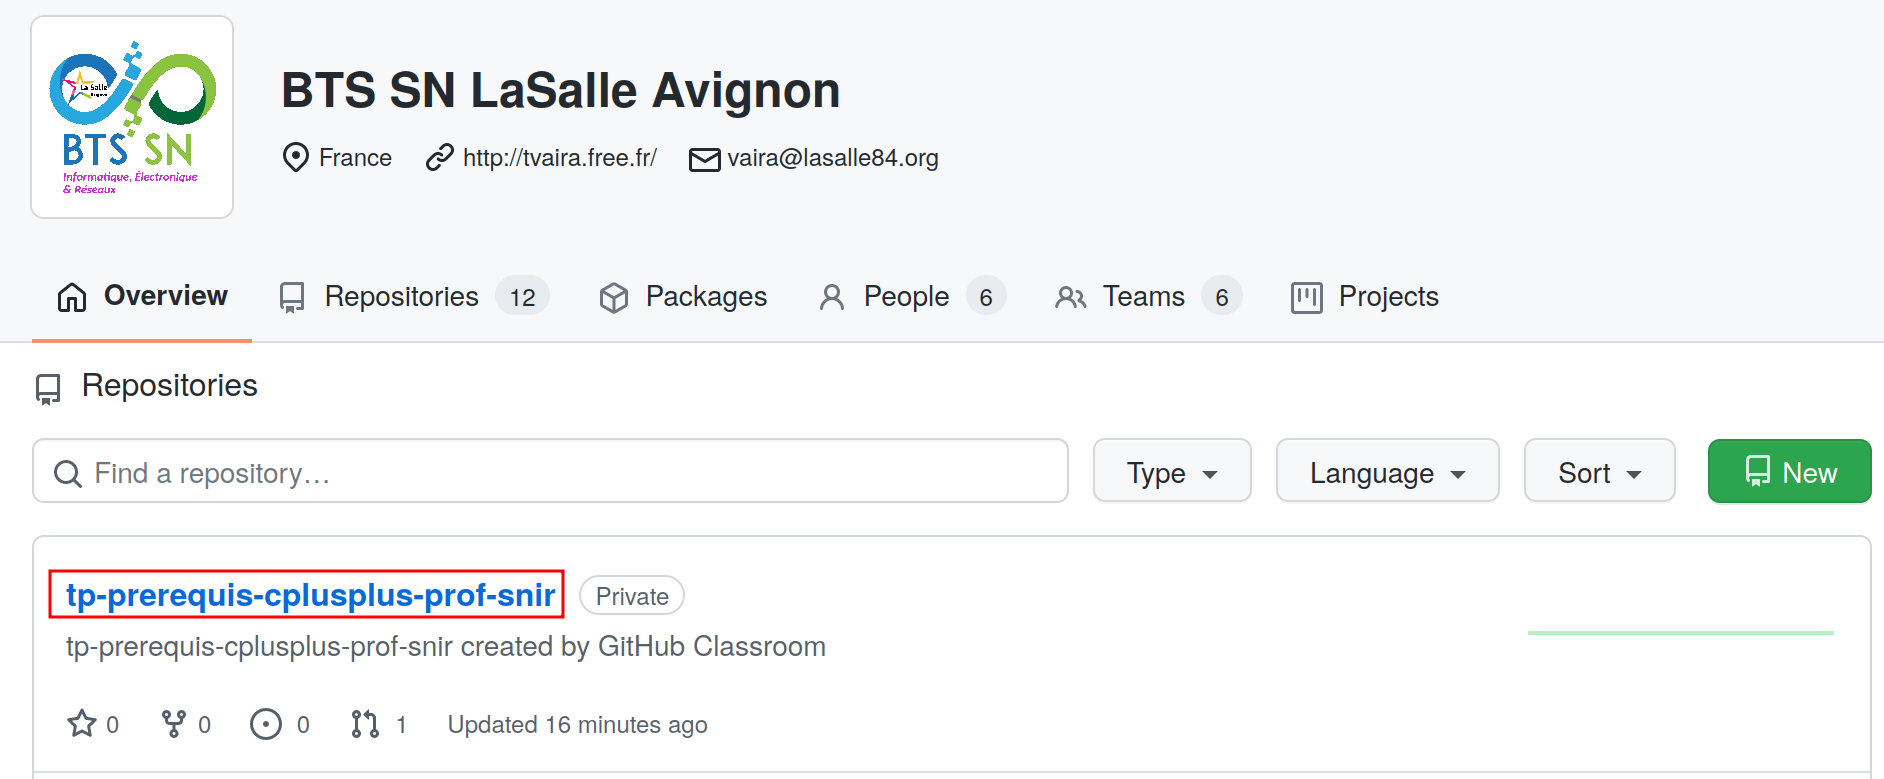 La Salle
Avignon
BTS SN
Informatique, Électronique
& Réseaux
BTS SN LaSalle Avignon
France http://tvaira.free.fr/ vaira@lasalle84.org
Overview Repositories 12 Packages People 6 Teams 6 Projects
Repositories
Find a repository… Type Language Sort New
tp-prerequis-cplusplus-prof-snir Private
tp-prerequis-cplusplus-prof-snir created by GitHub Classroom
0 0 0 1 Updated 16 minutes ago